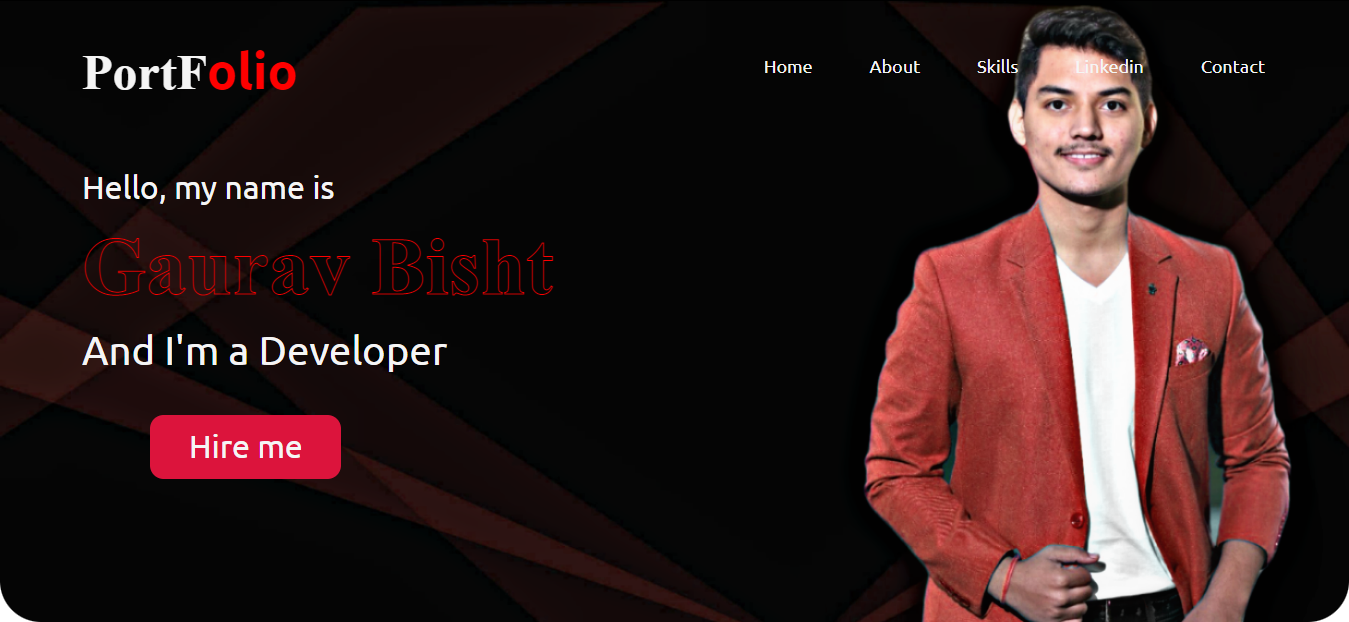 PortFolio
Home About Skills Linkedin Contact
Hello, my name is
Gaurav Bisht
And I'm a Developer
Hire me